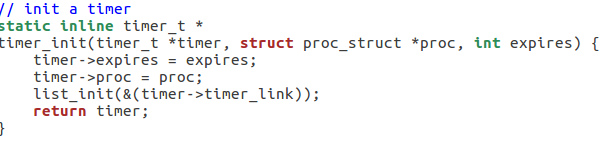 // init a timer
static inline timer_t *
timer_init(timer_t *timer, struct proc_struct *proc, int expires) {
    timer->expires = expires;
    timer->proc = proc;
    list_init(&(timer->timer_link));
    return timer;
}